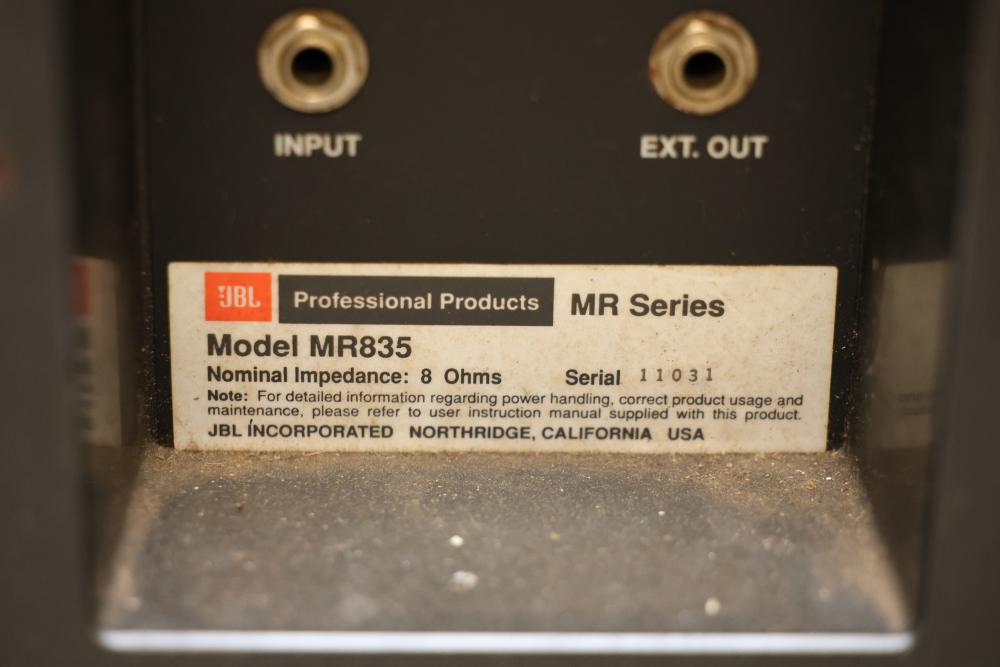 INPUT EXT. OUT
JBL Professional Products MR Series
Model MR835
Nominal Impedance: 8 Ohms Serial 11031
Note: For detailed information regarding power handling, correct product usage and
maintenance, please refer to user instruction manual supplied with this product.
JBL INCORPORATED NORTHRIDGE, CALIFORNIA USA